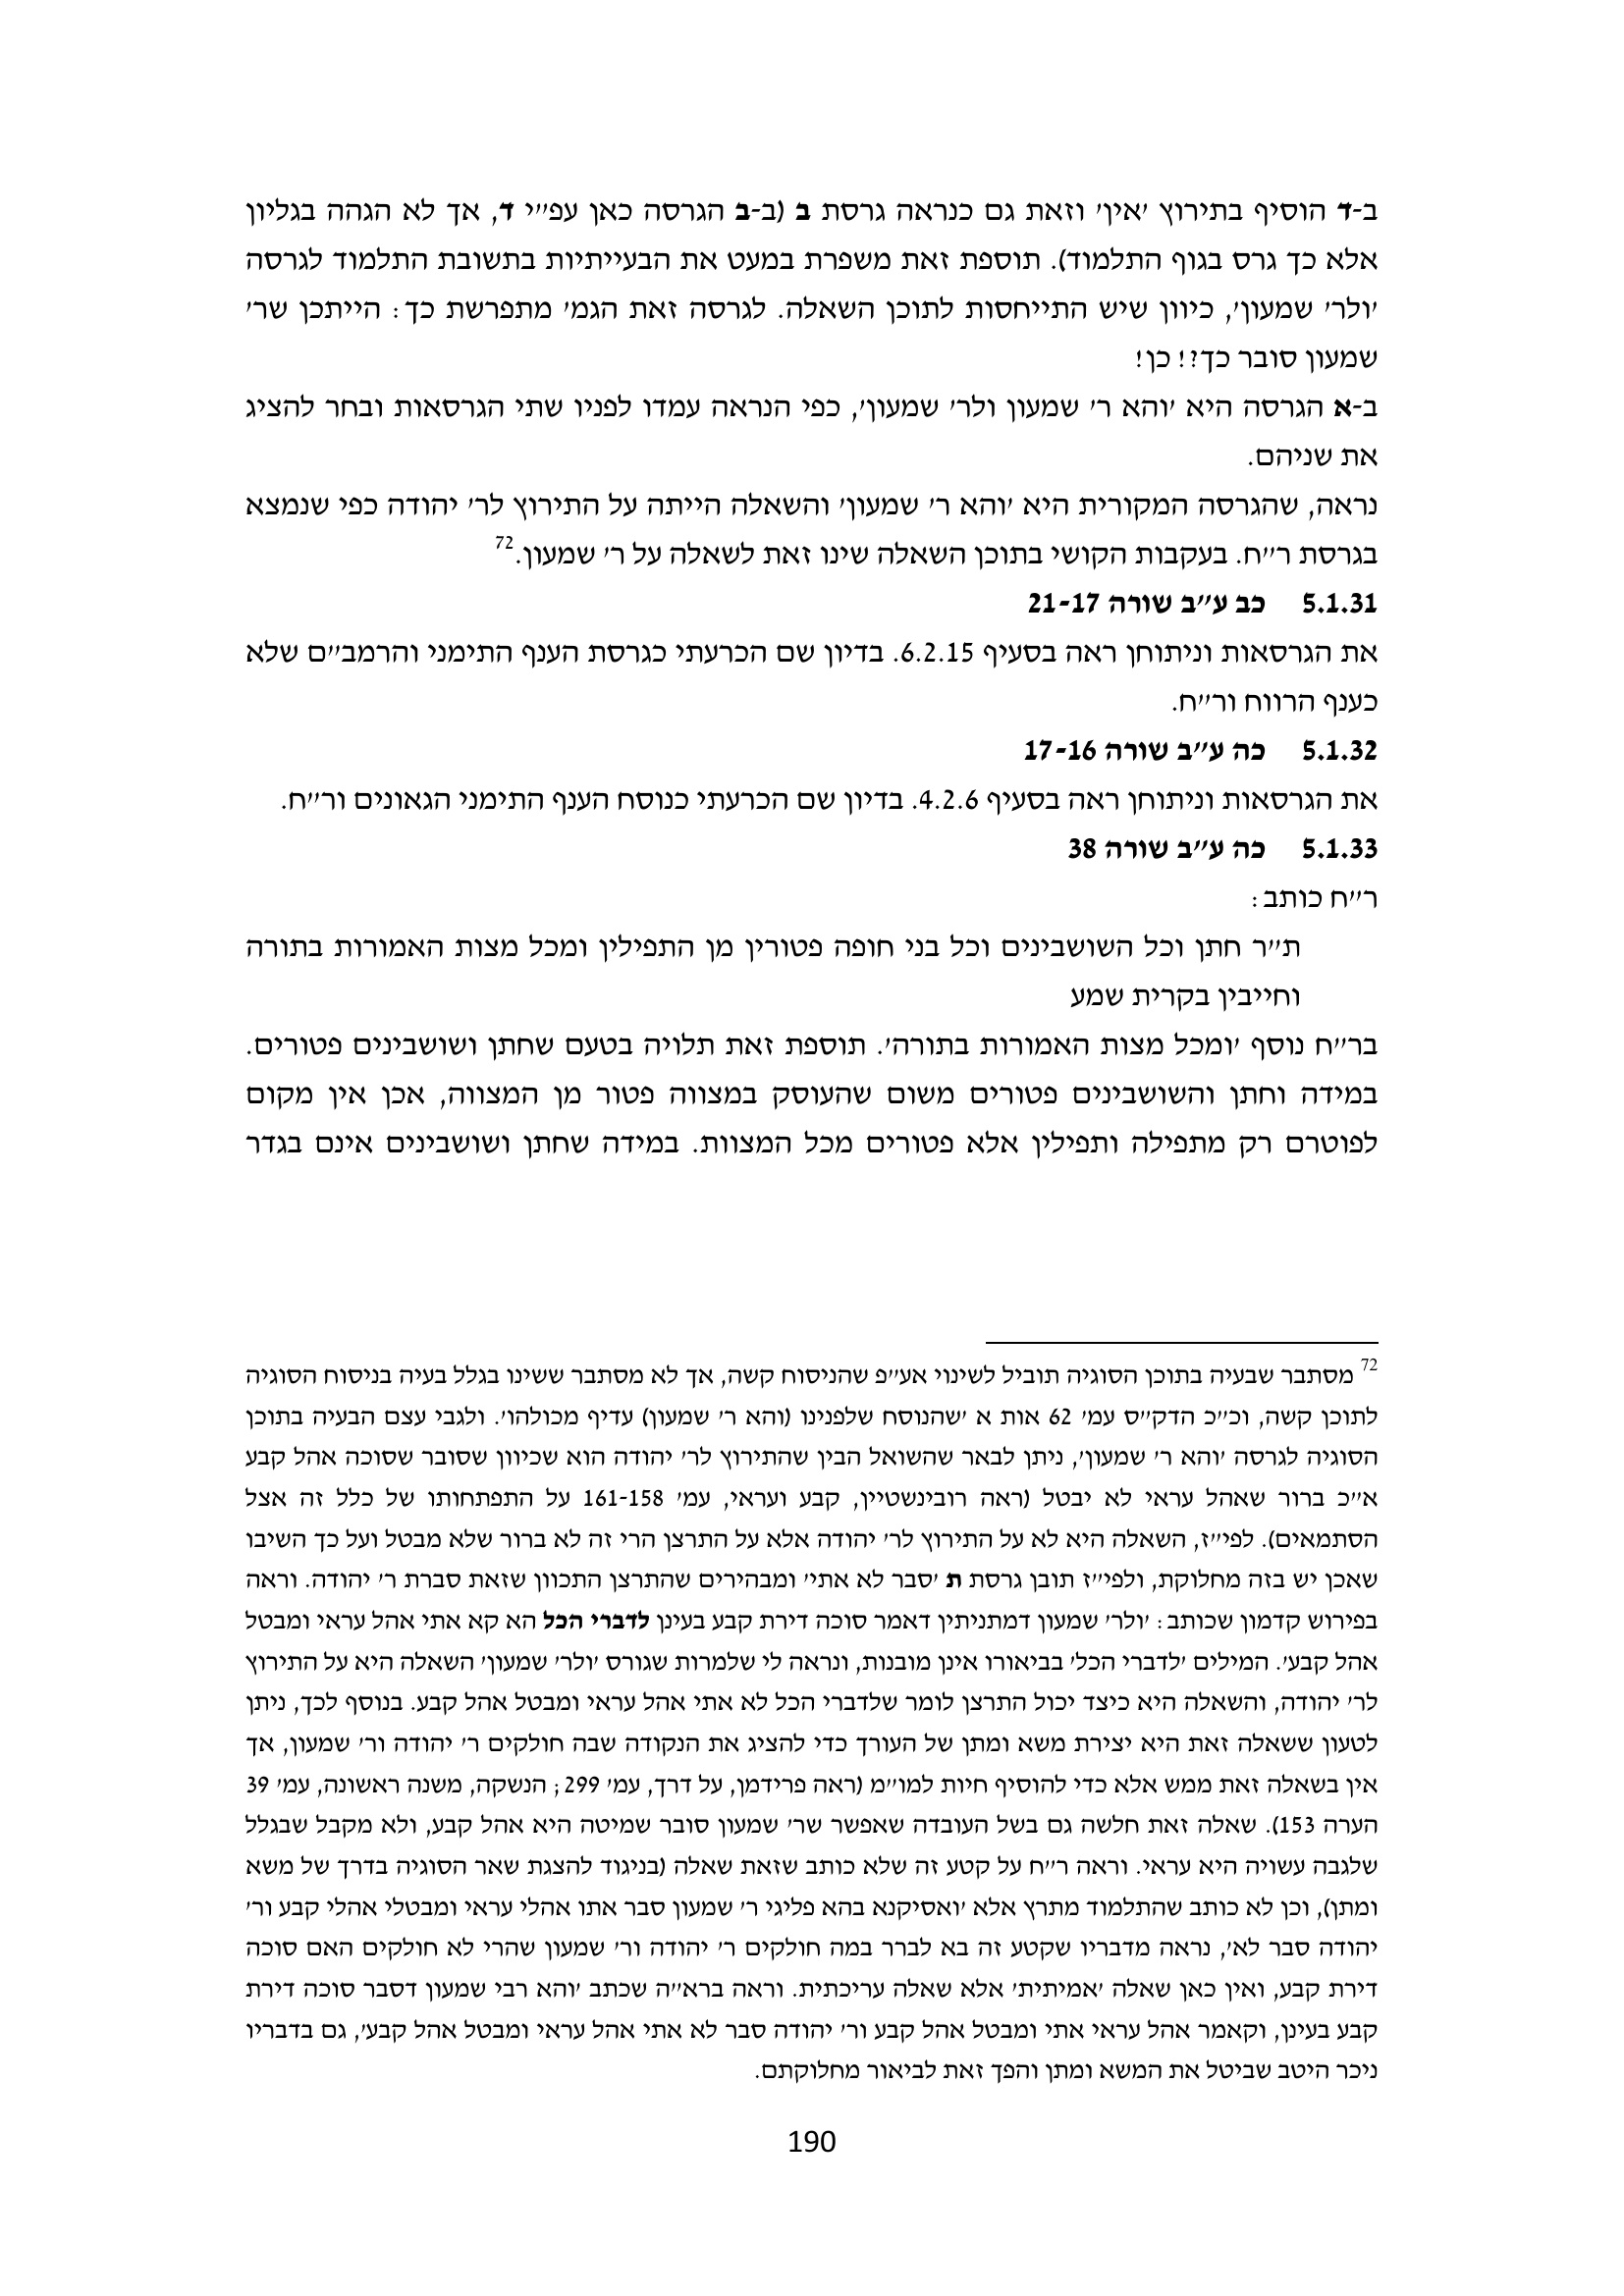 ב-ד הוסיף בתירוץ 'אין' וזאת גם כנראה גרסת ב (ב-ב הגרסה כאן עפ"י ד, אך לא הגהה בגליון
אלא כך גרס בגוף התלמוד). תוספת זאת משפרת במעט את הבעייתיות בתשובת התלמוד לגרסה
'ולר' שמעון', כיוון שיש התייחסות לתוכן השאלה. לגרסה זאת הגמ' מתפרשת כך: הייתכן שר'
שמעון סובר כך?! כן!
ב-א הגרסה היא 'והא ר' שמעון ולר' שמעון', כפי הנראה עמדו לפניו שתי הגרסאות ובחר להציג
את שניהם.
נראה, שהגרסה המקורית היא 'והא ר' שמעון' והשאלה הייתה על התירוץ לר' יהודה כפי שנמצא
בגרסת ר"ח. בעקבות הקושי בתוכן השאלה שינו זאת לשאלה על ר' שמעון.72
5.1.31 כב ע"ב שורה 21-17
את הגרסאות וניתוחן ראה בסעיף 6.2.15. בדיון שם הכרעתי כגרסת הענף התימני והרמב"ם שלא
כענף הרווח ור"ח.
5.1.32 כה ע"ב שורה 17-16
את הגרסאות וניתוחן ראה בסעיף 4.2.6. בדיון שם הכרעתי כנוסח הענף התימני הגאונים ור"ח.
5.1.33 כה ע"ב שורה 38
ר"ח כותב:
ת"ר חתן וכל השושבינים וכל בני חופה פטורין מן התפילין ומכל מצות האמורות בתורה
וחייבין בקרית שמע
בר"ח נוסף 'ומכל מצות האמורות בתורה'. תוספת זאת תלויה בטעם שחתן ושושבינים פטורים.
במידה וחתן והשושבינים פטורים משום שהעוסק במצווה פטור מן המצווה, אכן אין מקום
לפוטרם רק מתפילה ותפילין אלא פטורים מכל המצוות. במידה שחתן ושושבינים אינם בגדר
72 מסתבר שבעיה בתוכן הסוגיה תוביל לשינוי אע"פ שהניסוח קשה, אך לא מסתבר ששינו בגלל בעיה בניסוח הסוגיה
לתוכן קשה, וכ"כ הדק"ס עמ' 62 אות א 'שהנוסח שלפנינו (והא ר' שמעון) עדיף מכולהו'. ולגבי עצם הבעיה בתוכן
הסוגיה לגרסה 'והא ר' שמעון', ניתן לבאר שהשואל הבין שהתירוץ לר' יהודה הוא שכיוון שסובר שסוכה אהל קבע
א"כ ברור שאהל עראי לא יבטל (ראה רובינשטיין, קבע ועראי, עמ' 161-158 על התפתחותו של כלל זה אצל
הסתמאים). לפי"ז, השאלה היא לא על התירוץ לר' יהודה אלא על התרצן הרי זה לא ברור שלא מבטל ועל כך השיבו
שאכן יש בזה מחלוקת, ולפי"ז תובן גרסת ת 'סבר לא אתי' ומבהירים שהתרצן התכוון שזאת סברת ר' יהודה. וראה
בפירוש קדמון שכותב: 'ולר' שמעון דמתניתין דאמר סוכה דירת קבע בעינן לדברי הכל הא קא אתי אהל עראי ומבטל
אהל קבע'. המילים 'לדברי הכל' בביאורו אינן מובנות, ונראה לי שלמרות שגורס 'ולר' שמעון' השאלה היא על התירוץ
לר' יהודה, והשאלה היא כיצד יכול התרצן לומר שלדברי הכל לא אתי אהל עראי ומבטל אהל קבע. בנוסף לכך, ניתן
לטעון ששאלה זאת היא יצירת משא ומתן של העורך כדי להציג את הנקודה שבה חולקים ר' יהודה ור' שמעון, אך
אין בשאלה זאת ממש אלא כדי להוסיף חיות למו"מ (ראה פרידמן, על דרך, עמ' 299; הנשקה, משנה ראשונה, עמ' 39
הערה 153). שאלה זאת חלשה גם בשל העובדה שאפשר שר' שמעון סובר שמיטה היא אהל קבע, ולא מקבל שבגלל
שלגבה עשויה היא עראי. וראה ר"ח על קטע זה שלא כותב שזאת שאלה (בניגוד להצגת שאר הסוגיה בדרך של משא
ומתן), וכן לא כותב שהתלמוד מתרץ אלא 'ואסיקנא בהא פליגי ר' שמעון סבר אתו אהלי עראי ומבטלי אהלי קבע ור'
יהודה סבר לא', נראה מדבריו שקטע זה בא לברר במה חולקים ר' יהודה ור' שמעון שהרי לא חולקים האם סוכה
דירת קבע, ואין כאן שאלה 'אמיתית' אלא שאלה עריכתית. וראה ברא"ה שכתב 'והא רבי שמעון דסבר סוכה דירת
קבע בעינן, וקאמר אהל עראי אתי ומבטל אהל קבע ור' יהודה סבר לא אתי אהל עראי ומבטל אהל קבע', גם בדבריו
ניכר היטב שביטל את המשא ומתן והפך זאת לביאור מחלוקתם.
190